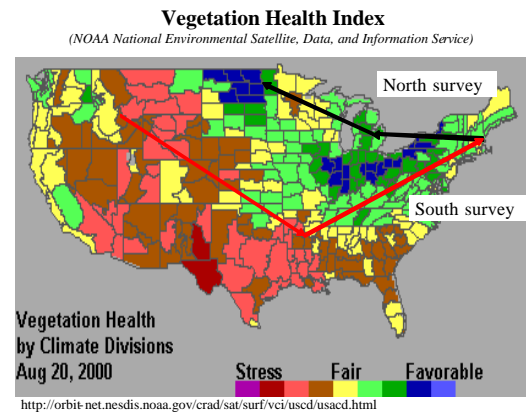 Vegetation Health Index
(NOAA National Environmental Satellite, Data, and Information Service)
North survey
South survey
Vegetation Health
by Climate Divisions
Aug 20, 2000
Stress Fair Favorable
http://orbit-net.nesdis.noaa.gov/crad/sat/surf/vci/uscd/usacd.html